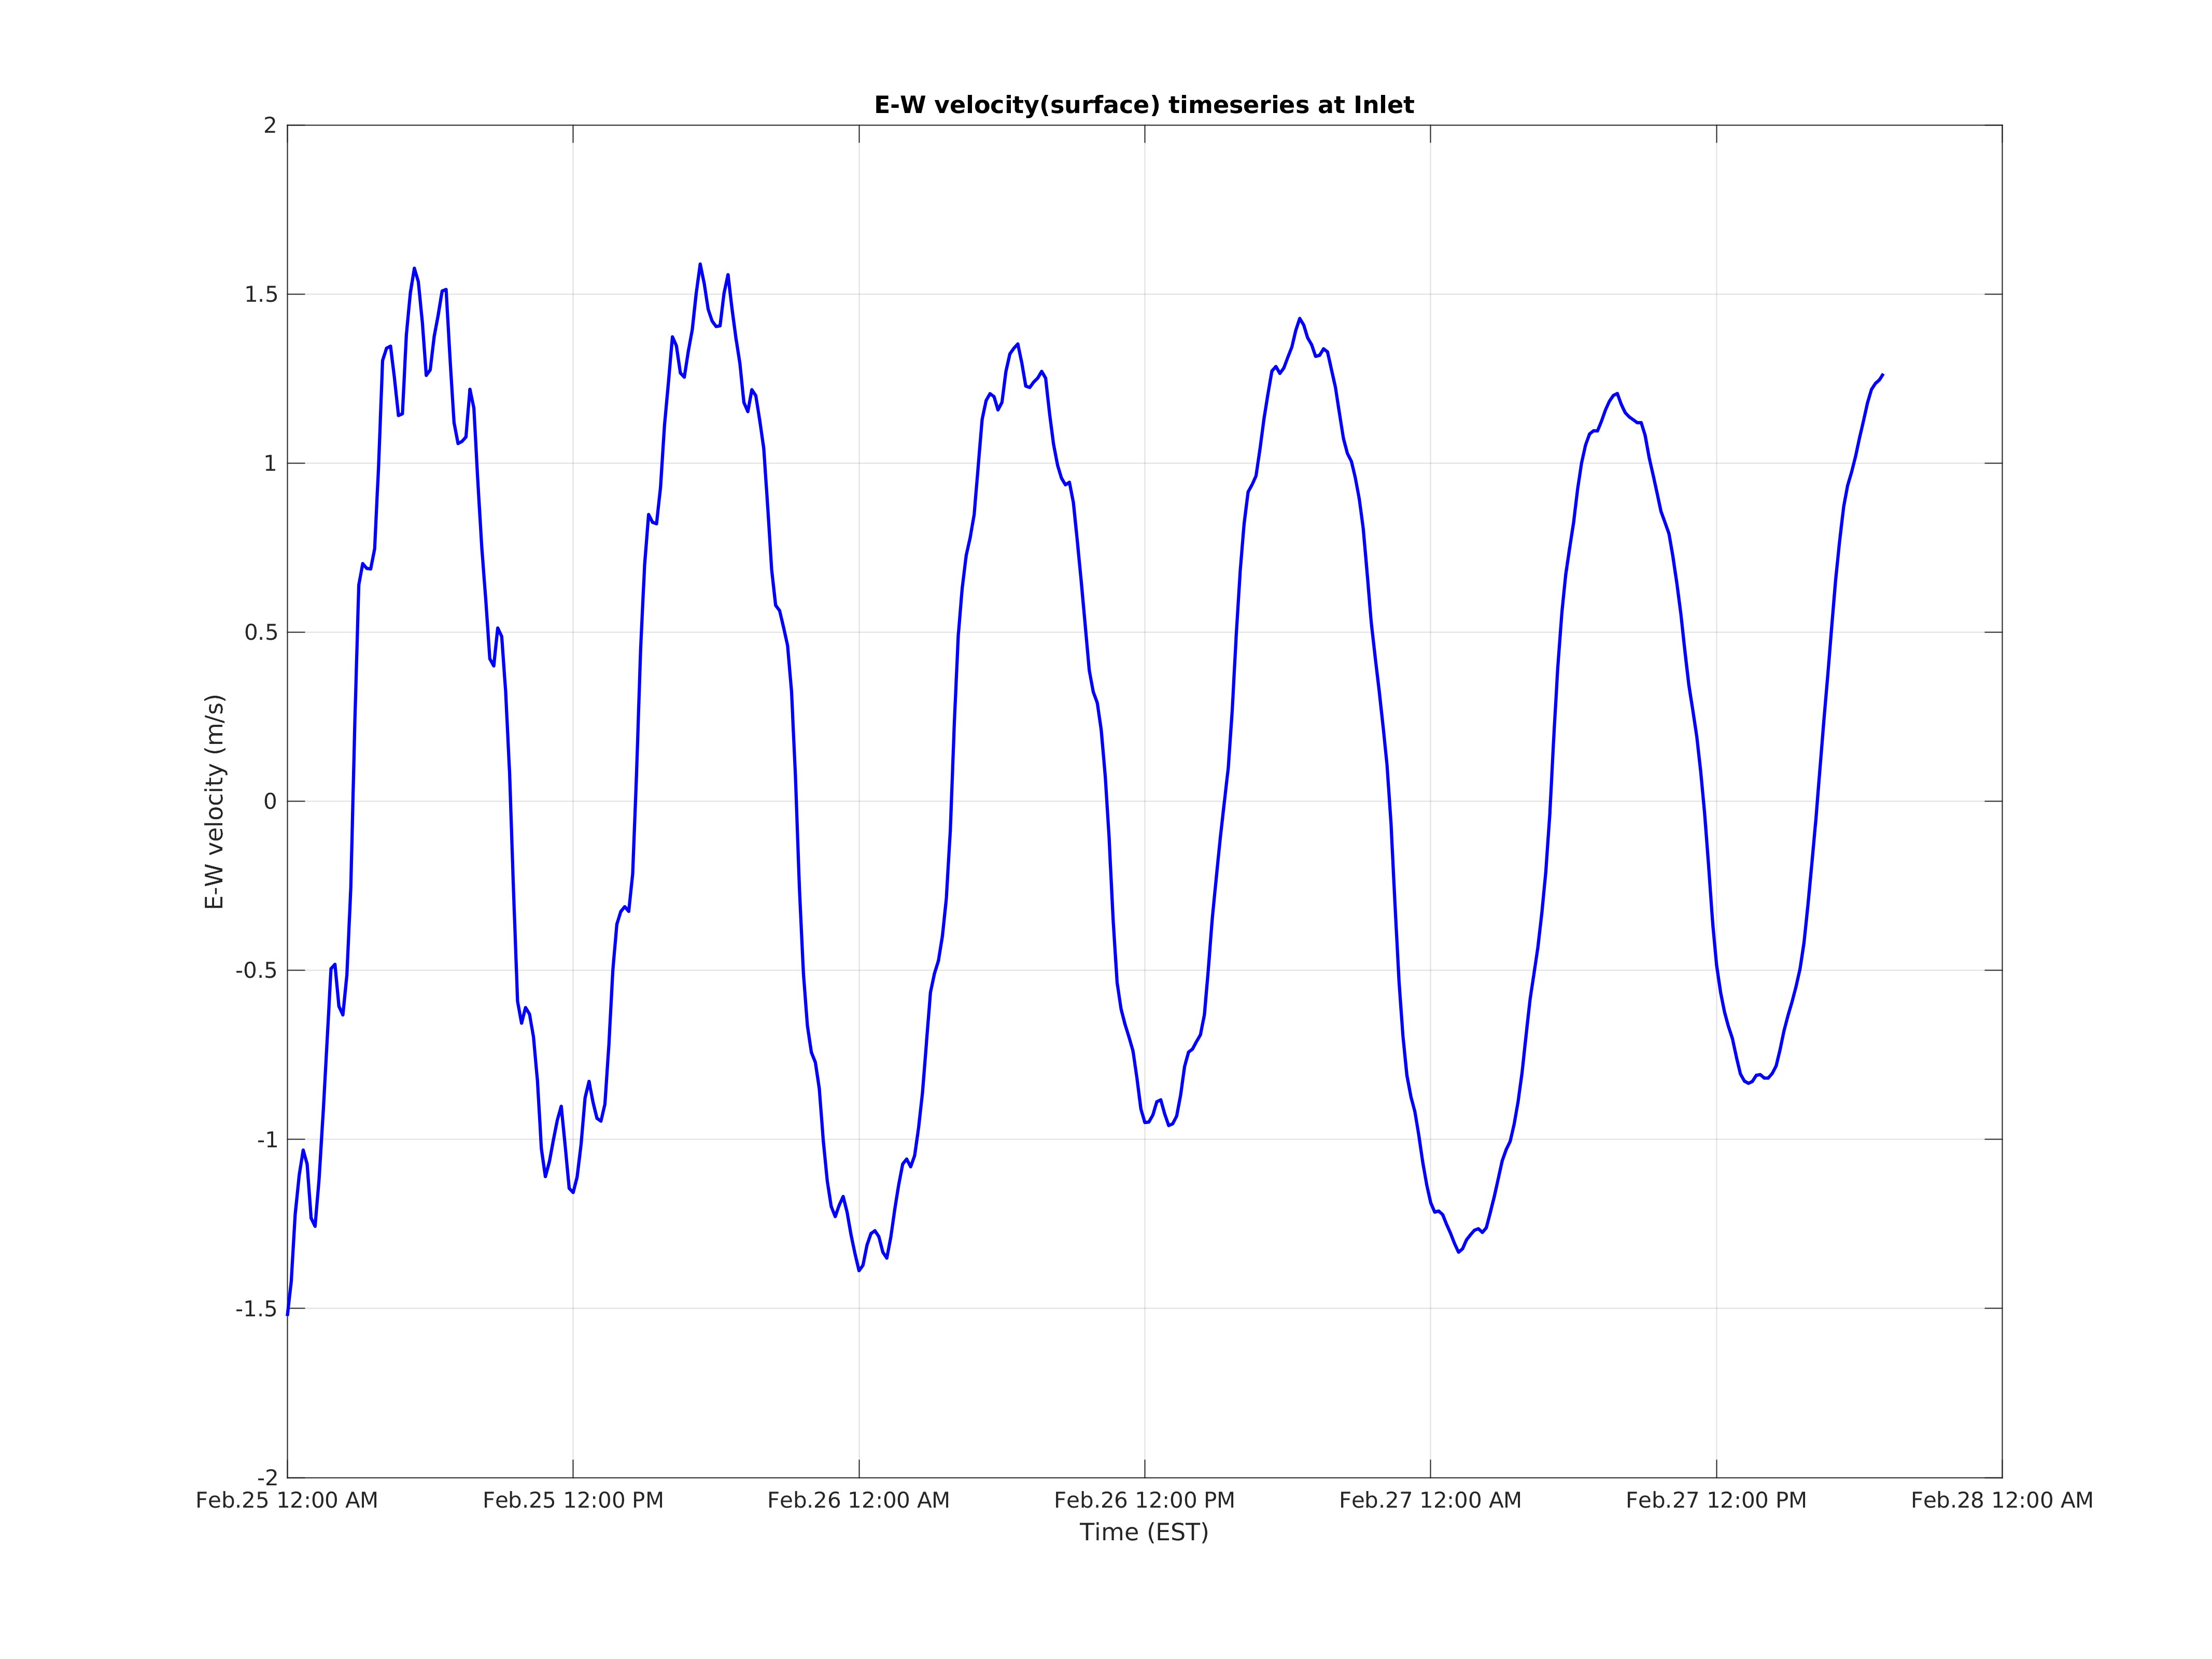 E-W velocity(surface) timeseries at Inlet
2
1.5
1
0.5
0
-0.5
-1
-1.5
-2
E-W velocity (m/s)
Feb.25 12:00 AM
Feb.25 12:00 PM
Feb.26 12:00 AM
Feb.26 12:00 PM
Feb.27 12:00 AM
Feb.27 12:00 PM
Feb.28 12:00 AM
Time (EST)